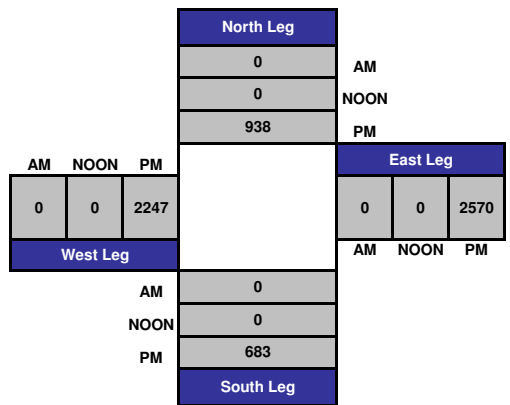 North Leg
0 AM
0 NOON
938 PM
AM NOON PM East Leg
0 0 2247 0 0 2570
West Leg AM NOON PM
AM 0
NOON 0
PM 683
South Leg